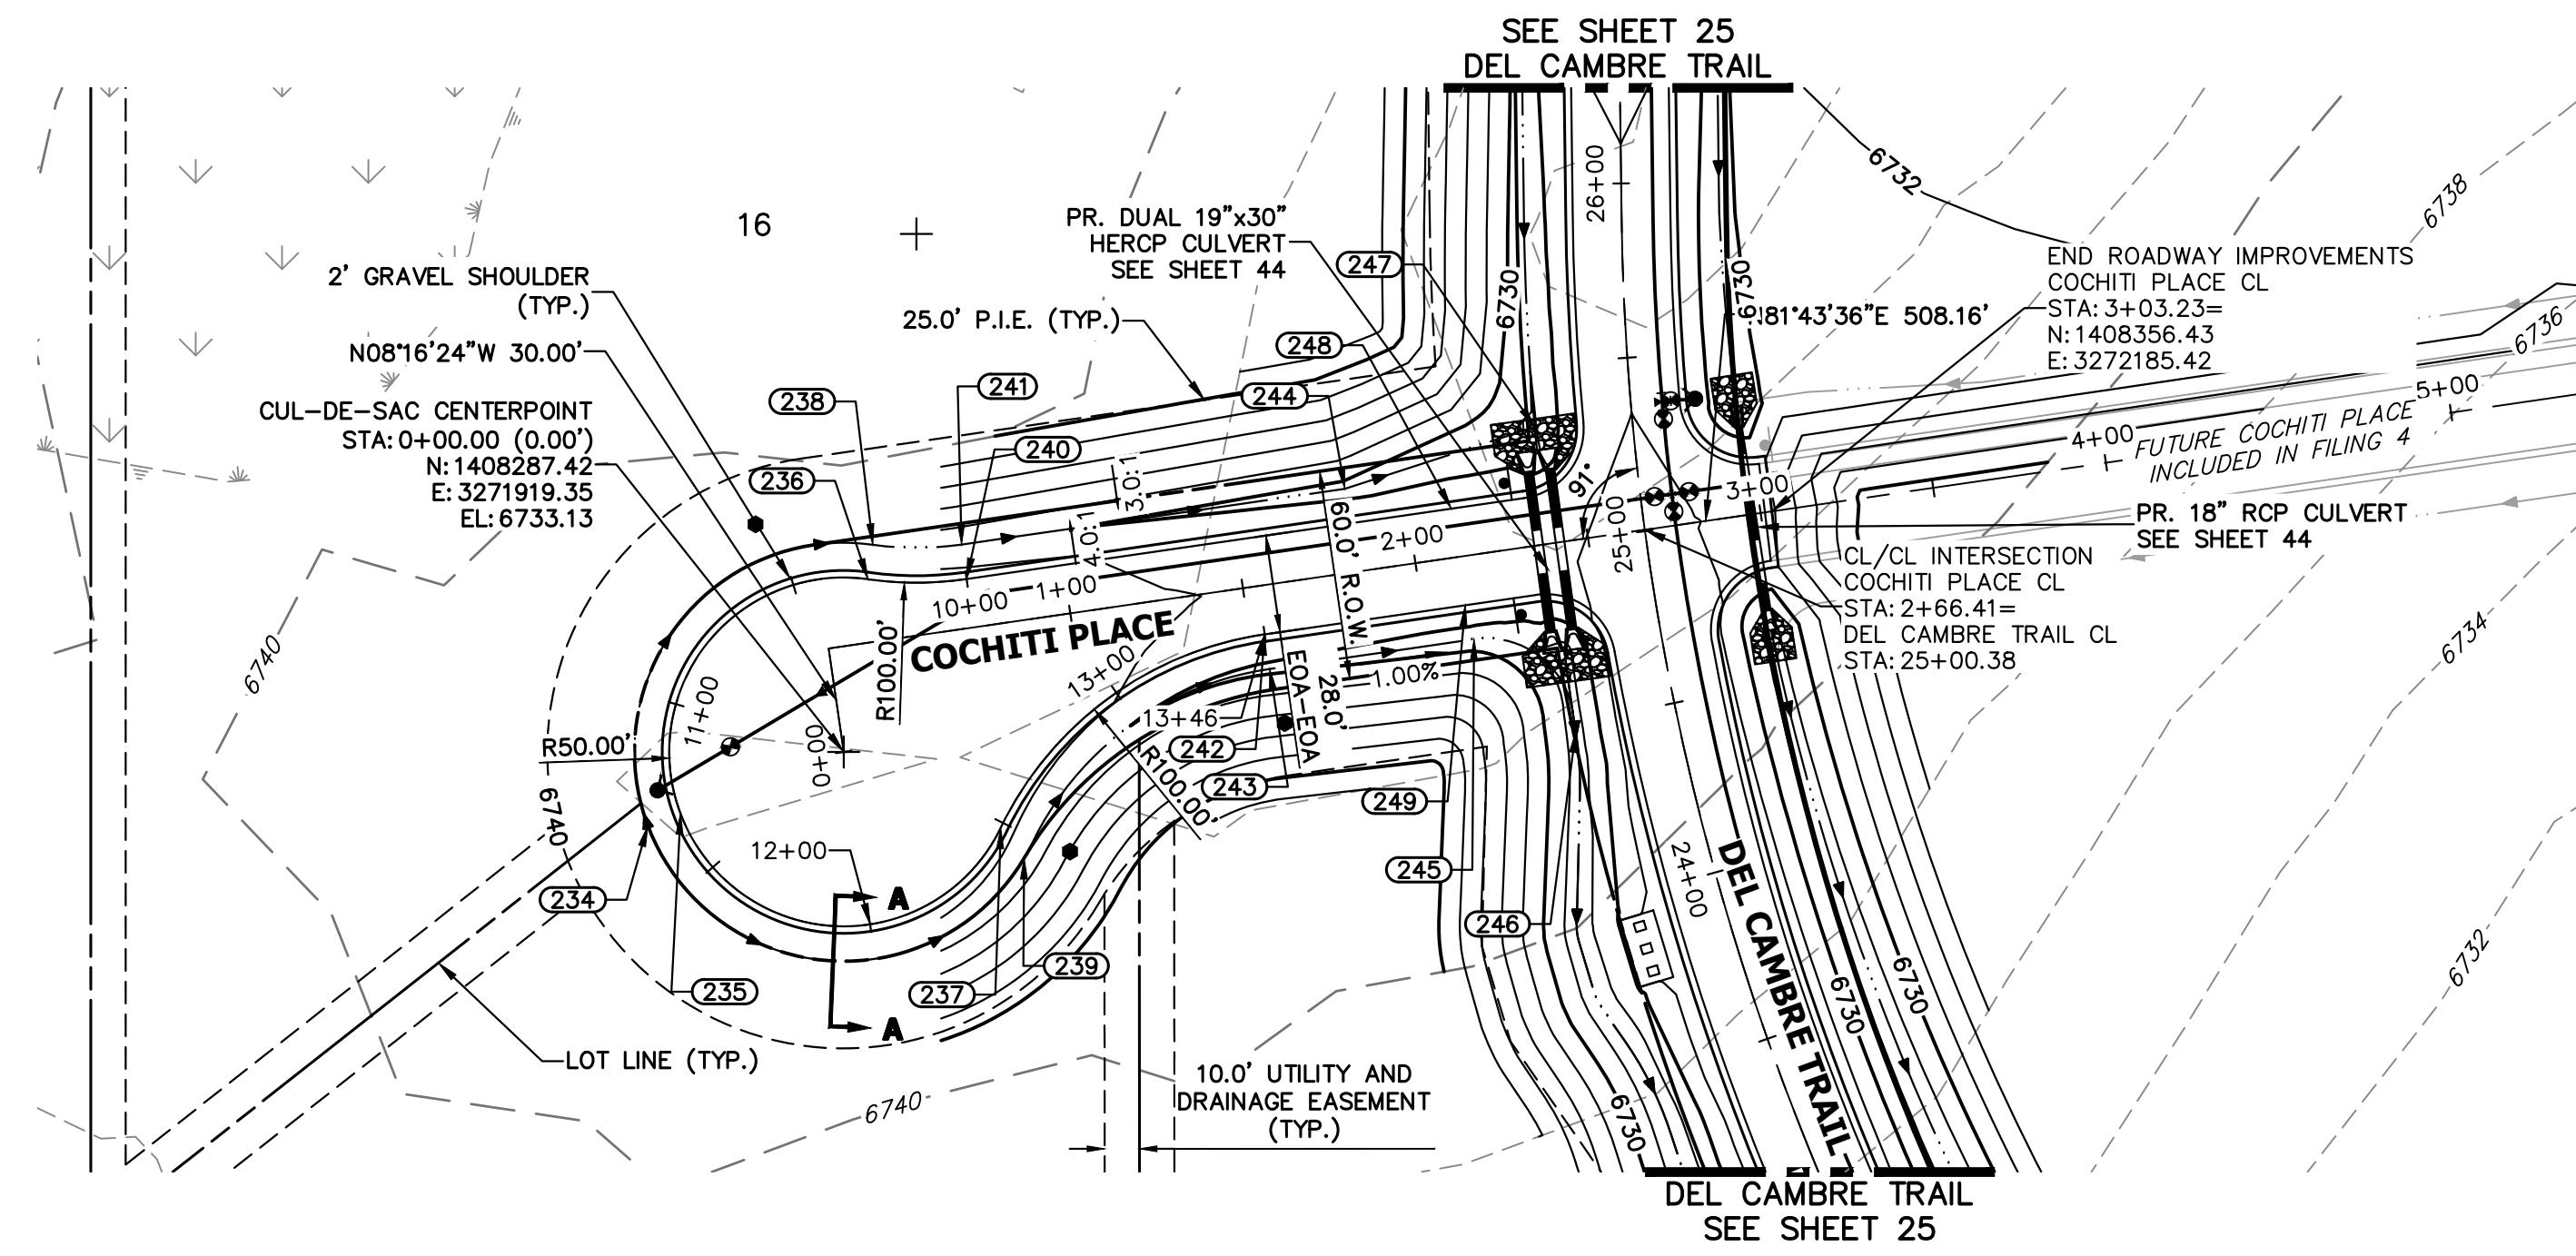 SEE SHEET 25
DEL CAMBRE TRAIL
16
PR. DUAL 19"x30"
HERCP CULVERT
SEE SHEET 44
2' GRAVEL SHOULDER
(TYP.)
25.0' P.I.E. (TYP.)
N08°16'24"W 30.00'
CUL-DE-SAC CENTERPOINT
STA: 0+00.00 (0.00')
N: 1408287.42
E: 3271919.35
EL: 6733.13
247
248
244
241
238
240
236
26+00
6730
6730
6732
6738
6736
N81°43'36"E 508.16'
END ROADWAY IMPROVEMENTS
COCHITI PLACE CL
STA: 3+03.23=
N: 1408356.43
E: 3272185.42
5+00
4+00
FUTURE COCHITI PLACE
INCLUDED IN FILING 4
PR. 18" RCP CULVERT
SEE SHEET 44
CL/CL INTERSECTION
COCHITI PLACE CL
STA: 2+66.41=
DEL CAMBRE TRAIL CL
STA: 25+00.38
3.0:1
4.0:1
60.0' R.O.W.
91°
3+00
25+00
2+00
1+00
10+00
COCHITI PLACE
R100.00'
13+00
11+00
0+00
R50.00'
6740
6740
EOA-EOA
28.0'
1.00%
13+46
242
243
R100.00'
249
245
246
12+00
A
A
234
235
237
239
24+00
DEL CAMBRE TRAIL
6734
6732
6730
6730
6730
LOT LINE (TYP.)
6740
10.0' UTILITY AND
DRAINAGE EASEMENT
(TYP.)
DEL CAMBRE TRAIL
SEE SHEET 25